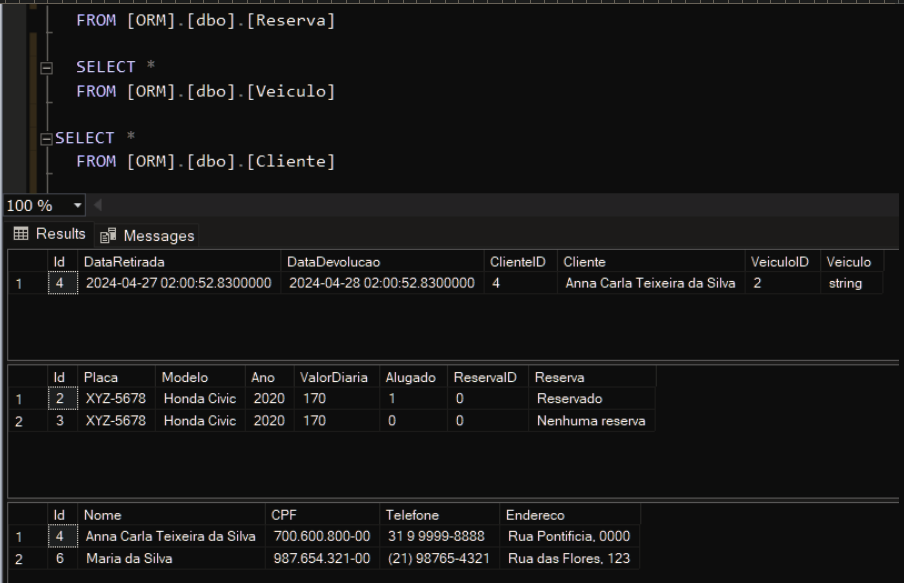 FROM [ORM].[dbo].[Reserva]
SELECT *
FROM [ORM].[dbo].[Veiculo]
SELECT *
FROM [ORM].[dbo].[Cliente]
100 %
Results Messages
Id DataRetirada DataDevolucao ClienteID Cliente VeiculoID Veiculo
1 4 2024-04-27 02:00:52.8300000 2024-04-28 02:00:52.8300000 4 Anna Carla Teixeira da Silva 2 string
Id Placa Modelo Ano ValorDiaria Alugado ReservaID Reserva
1 2 XYZ-5678 Honda Civic 2020 170 1 0 Reservado
2 3 XYZ-5678 Honda Civic 2020 170 0 0 Nenhuma reserva
Id Nome CPF Telefone Endereco
1 4 Anna Carla Teixeira da Silva 700.600.800-00 31 9 9999-8888 Rua Pontificia, 0000
2 6 Maria da Silva 987.654.321-00 (21) 98765-4321 Rua das Flores, 123